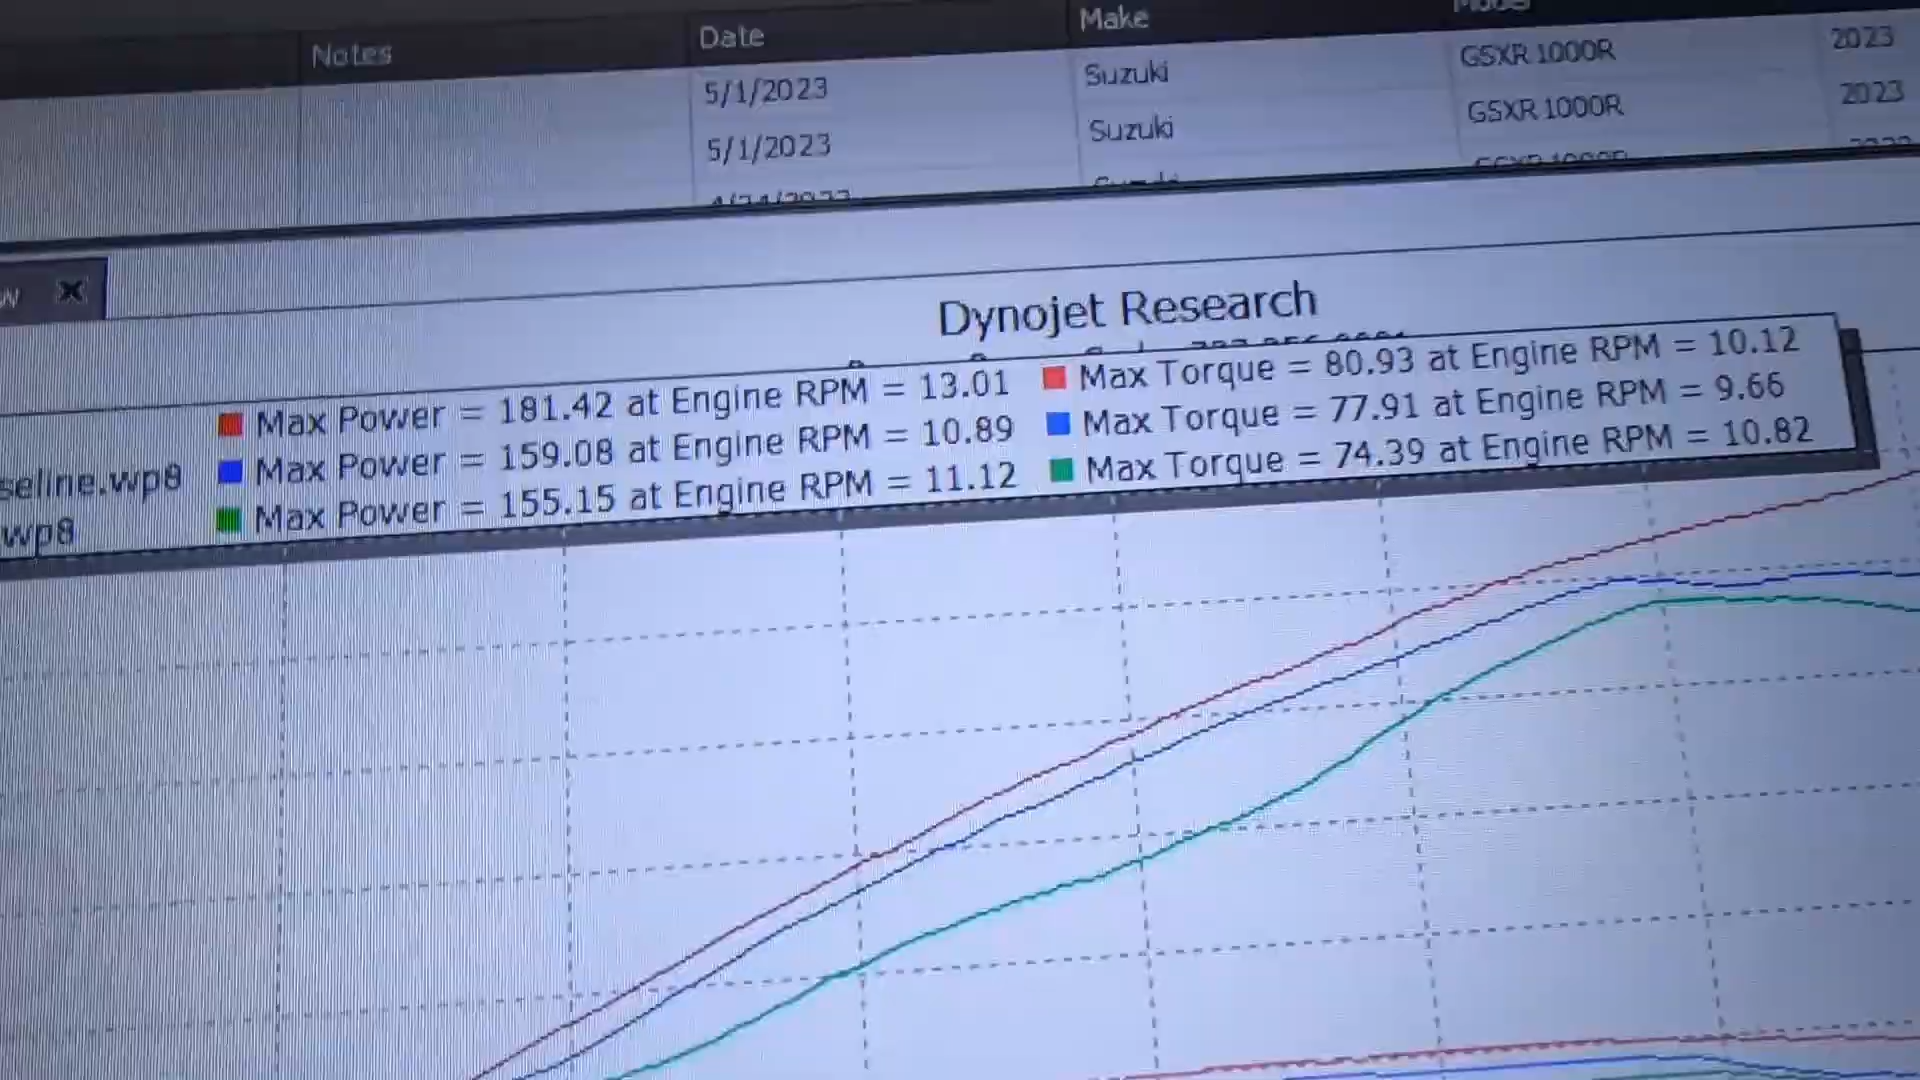 Notes Date Make Model
5/1/2023 Suzuki GSXR 1000R 2023
5/1/2023 Suzuki GSXR 1000R 2023
Dynojet Research
Max Power = 181.42 at Engine RPM = 13.01 Max Torque = 80.93 at Engine RPM = 10.12
seline.wp8 Max Power = 159.08 at Engine RPM = 10.89 Max Torque = 77.91 at Engine RPM = 9.66
wp8 Max Power = 155.15 at Engine RPM = 11.12 Max Torque = 74.39 at Engine RPM = 10.82